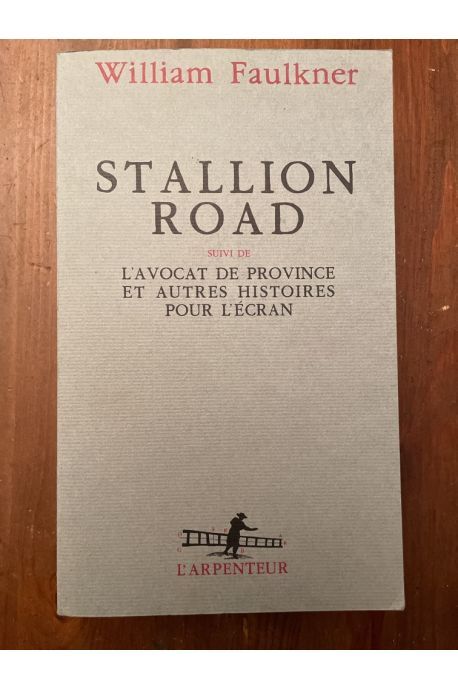 William Faulkner
STALLION
ROAD
SUIVI DE
L'AVOCAT DE PROVINCE
ET AUTRES HISTOIRES
POUR L'ÉCRAN
L'ARPENTEUR